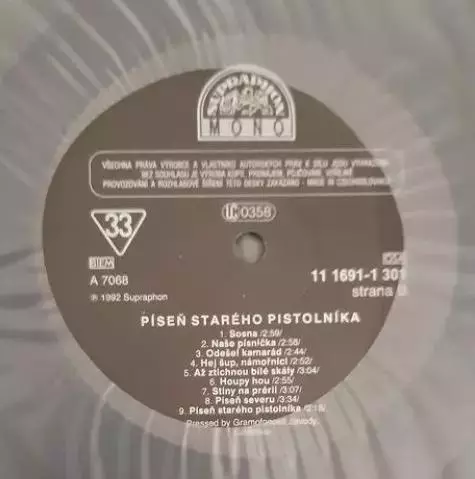 SUPRAPHON
MONO
VŠECHNA PRÁVA VÝROBCE A VLASTNÍKŮ AUTORSKÝCH PRÁV K DÍLU JSOU VYHRAZENA
BEZ SOUHLASU JE VÝROBA KOPIÍ, PRONÁJEM, PŮJČOVÁNÍ, VEŘEJNÉ
PROVOZOVÁNÍ A ROZHLASOVÉ ŠÍŘENÍ TÉTO DESKY ZAKÁZÁNO - MADE IN CZECHOSLOVAKIA
33
LC 0358
BIEM
OSA
A 7068
11 1691-1 301
℗ 1992 Supraphon
strana
PÍSEŇ STARÉHO PISTOLNÍKA
1. Sosna /2:59/
2. Naše písnička /2:58/
3. Odešel kamarád /2:44/
4. Hej šup, námořníci /2:52/
5. Až ztichnou bílé skály /3:04/
6. Houpy hou /2:55/
7. Stíny na prérii /3:07/
8. Píseň severu /3:34/
9. Píseň starého pistolníka /2:18/
Pressed by Gramofonové závody,